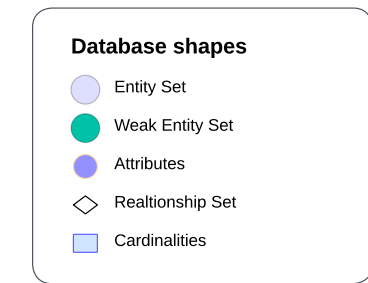 Database shapes
Entity Set
Weak Entity Set
Attributes
Realtionship Set
Cardinalities